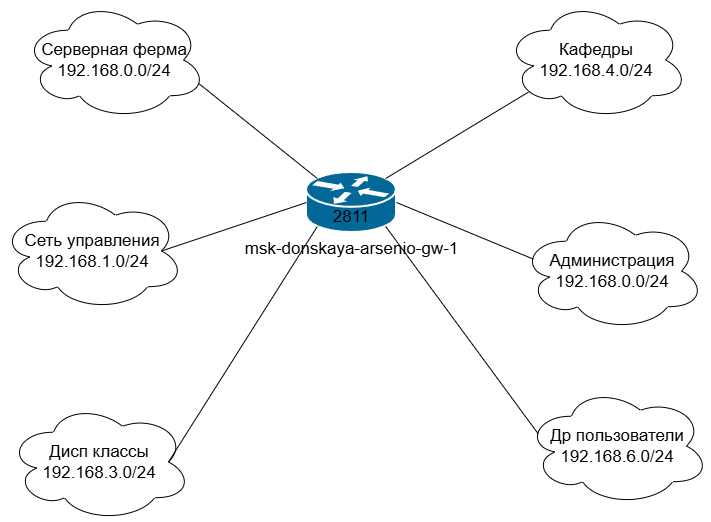 Серверная ферма
192.168.0.0/24
Кафедры
192.168.4.0/24
2811
msk-donskaya-arsenio-gw-1
Сеть управления
192.168.1.0/24
Администрация
192.168.0.0/24
Дисп классы
192.168.3.0/24
Др пользователи
192.168.6.0/24